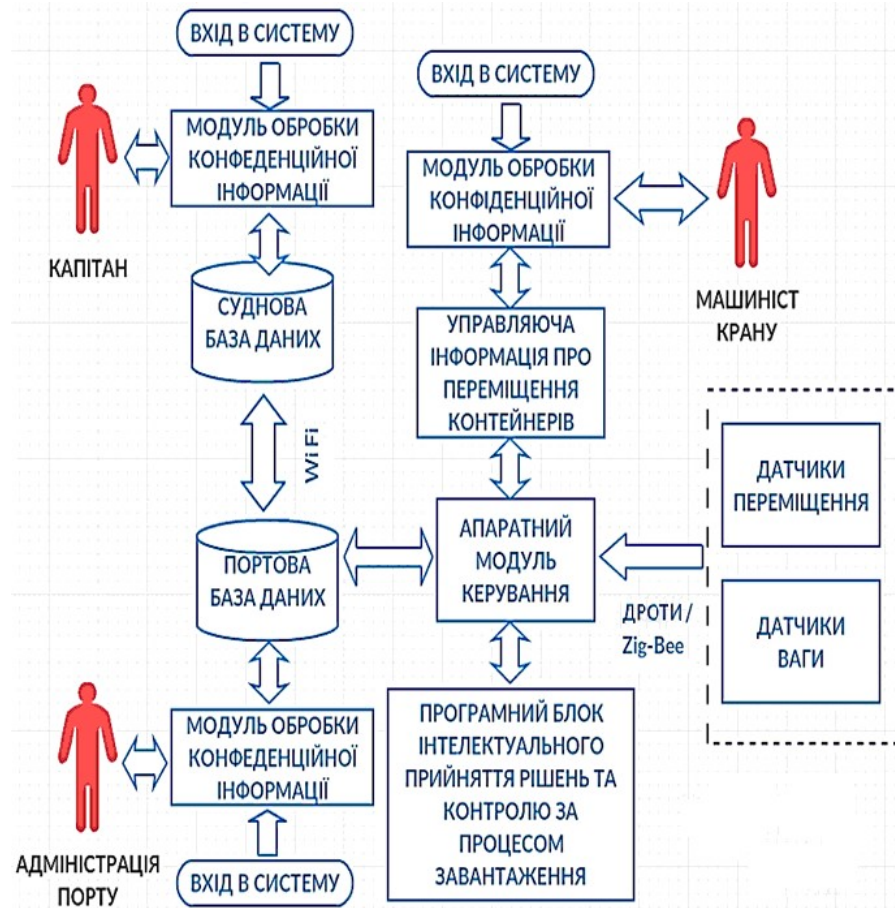 ВХІД В СИСТЕМУ
МОДУЛЬ ОБРОБКИ
КОНФЕДЕНЦІЙНОЇ
ІНФОРМАЦІЇ
КАПІТАН
СУДНОВА
БАЗА ДАНИХ
Wi Fi
ПОРТОВА
БАЗА ДАНИХ
МОДУЛЬ ОБРОБКИ
КОНФЕДЕНЦІЙНОЇ
ІНФОРМАЦІЇ
АДМІНІСТРАЦІЯ
ПОРТУ
ВХІД В СИСТЕМУ
ВХІД В СИСТЕМУ
МОДУЛЬ ОБРОБКИ
КОНФІДЕНЦІЙНОЇ
ІНФОРМАЦІЇ
МАШИНІСТ
КРАНУ
УПРАВЛЯЮЧА
ІНФОРМАЦІЯ ПРО
ПЕРЕМІЩЕННЯ
КОНТЕЙНЕРІВ
АПАРАТНИЙ
МОДУЛЬ
КЕРУВАННЯ
ДРОТИ /
Zig-Bee
ДАТЧИКИ
ПЕРЕМІЩЕННЯ
ДАТЧИКИ
ВАГИ
ПРОГРАМНИЙ БЛОК
ІНТЕЛЕКТУАЛЬНОГО
ПРИЙНЯТТЯ РІШЕНЬ ТА
КОНТРОЛЮ ЗА
ПРОЦЕСОМ
ЗАВАНТАЖЕННЯ